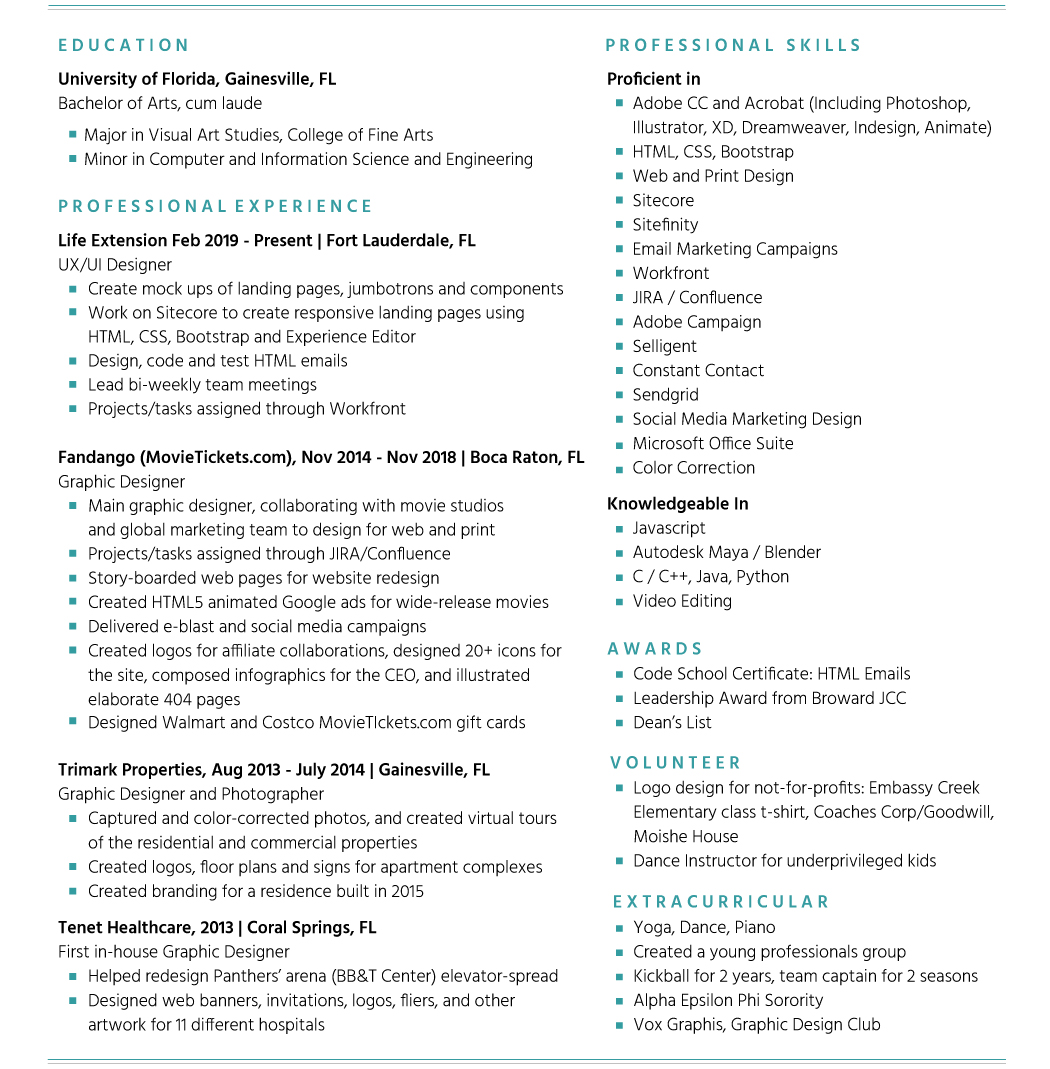 EDUCATION
University of Florida, Gainesville, FL
Bachelor of Arts, cum laude
Major in Visual Art Studies, College of Fine Arts
Minor in Computer and Information Science and Engineering
PROFESSIONAL EXPERIENCE
Life Extension Feb 2019 - Present | Fort Lauderdale, FL
UX/UI Designer
Create mock ups of landing pages, jumbotrons and components
Work on Sitecore to create responsive landing pages using
HTML, CSS, Bootstrap and Experience Editor
Design, code and test HTML emails
Lead bi-weekly team meetings
Projects/tasks assigned through Workfront
Fandango (MovieTickets.com), Nov 2014 - Nov 2018 | Boca Raton, FL
Graphic Designer
Main graphic designer, collaborating with movie studios
and global marketing team to design for web and print
Projects/tasks assigned through JIRA/Confluence
Story-boarded web pages for website redesign
Created HTML5 animated Google ads for wide-release movies
Delivered e-blast and social media campaigns
Created logos for affiliate collaborations, designed 20+ icons for
the site, composed infographics for the CEO, and illustrated
elaborate 404 pages
Designed Walmart and Costco MovieTIckets.com gift cards
Trimark Properties, Aug 2013 - July 2014 | Gainesville, FL
Graphic Designer and Photographer
Captured and color-corrected photos, and created virtual tours
of the residential and commercial properties
Created logos, floor plans and signs for apartment complexes
Created branding for a residence built in 2015
Tenet Healthcare, 2013 | Coral Springs, FL
First in-house Graphic Designer
Helped redesign Panthers’ arena (BB&T Center) elevator-spread
Designed web banners, invitations, logos, fliers, and other
artwork for 11 different hospitals
PROFESSIONAL SKILLS
Proficient in
Adobe CC and Acrobat (Including Photoshop,
Illustrator, XD, Dreamweaver, Indesign, Animate)
HTML, CSS, Bootstrap
Web and Print Design
Sitecore
Sitefinity
Email Marketing Campaigns
Workfront
JIRA / Confluence
Adobe Campaign
Selligent
Constant Contact
Sendgrid
Social Media Marketing Design
Microsoft Office Suite
Color Correction
Knowledgeable In
Javascript
Autodesk Maya / Blender
C / C++, Java, Python
Video Editing
AWARDS
Code School Certificate: HTML Emails
Leadership Award from Broward JCC
Dean’s List
VOLUNTEER
Logo design for not-for-profits: Embassy Creek
Elementary class t-shirt, Coaches Corp/Goodwill,
Moishe House
Dance Instructor for underprivileged kids
EXTRACURRICULAR
Yoga, Dance, Piano
Created a young professionals group
Kickball for 2 years, team captain for 2 seasons
Alpha Epsilon Phi Sorority
Vox Graphis, Graphic Design Club